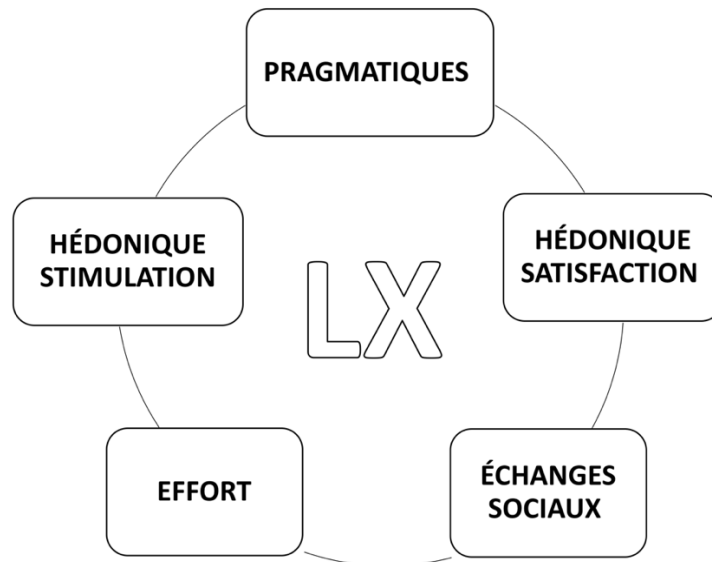 PRAGMATIQUES
HÉDONIQUE
STIMULATION
HÉDONIQUE
SATISFACTION
LX
EFFORT
ÉCHANGES
SOCIAUX